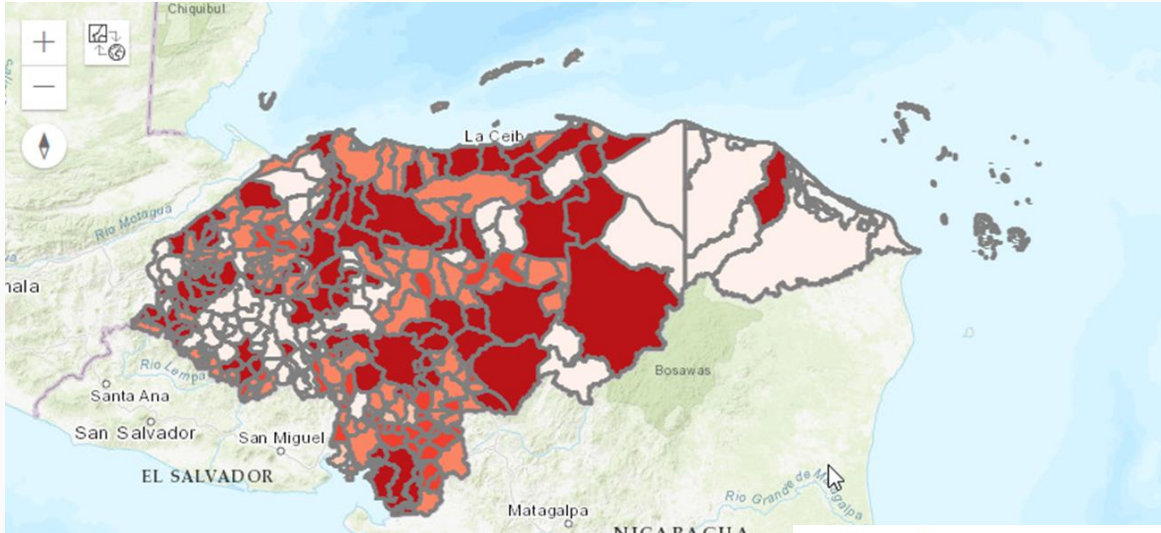 Chiquibul
La Ceib
Rio Motagua
nala
Bosawas
Rio Lempa
Santa Ana
San Salvador
San Miguel
EL SALVADOR
Rio Grande de Matagalpa
Matagalpa
NICARAGUA